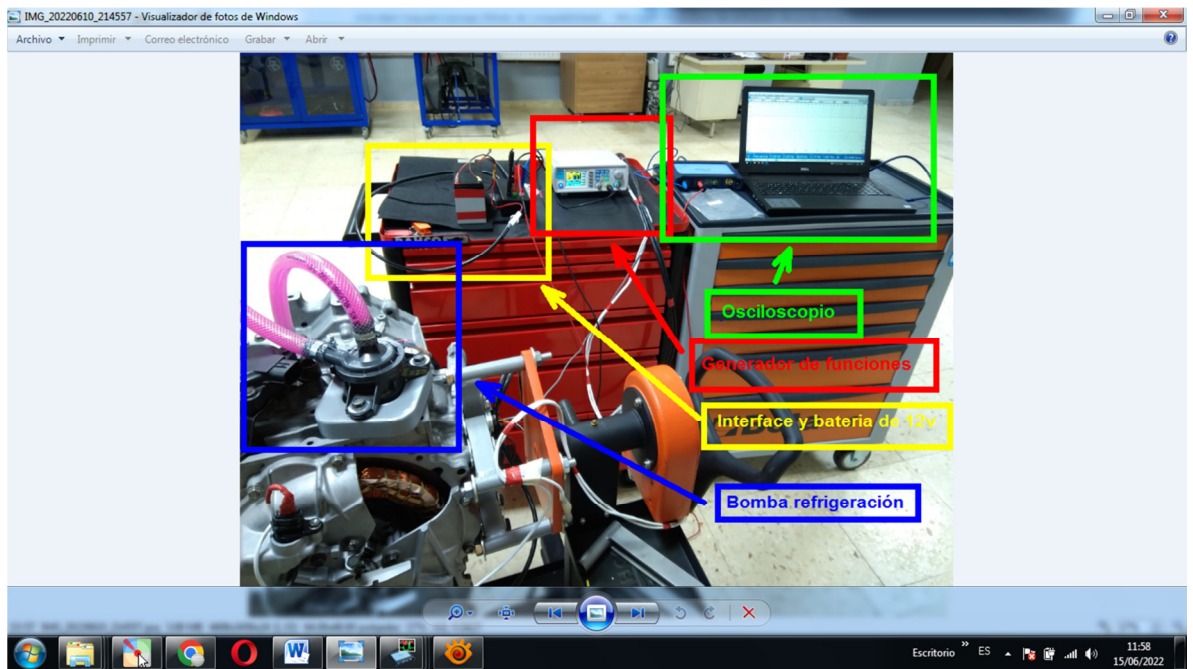 IMG_20220610_214557 - Visualizador de fotos de Windows
Archivo Imprimir Correo electrónico Grabar Abrir
Osciloscopio
Generador de funciones
Interface y bateria de 12v
Bomba refrigeración
Escritorio » ES 11:58
15/06/2022